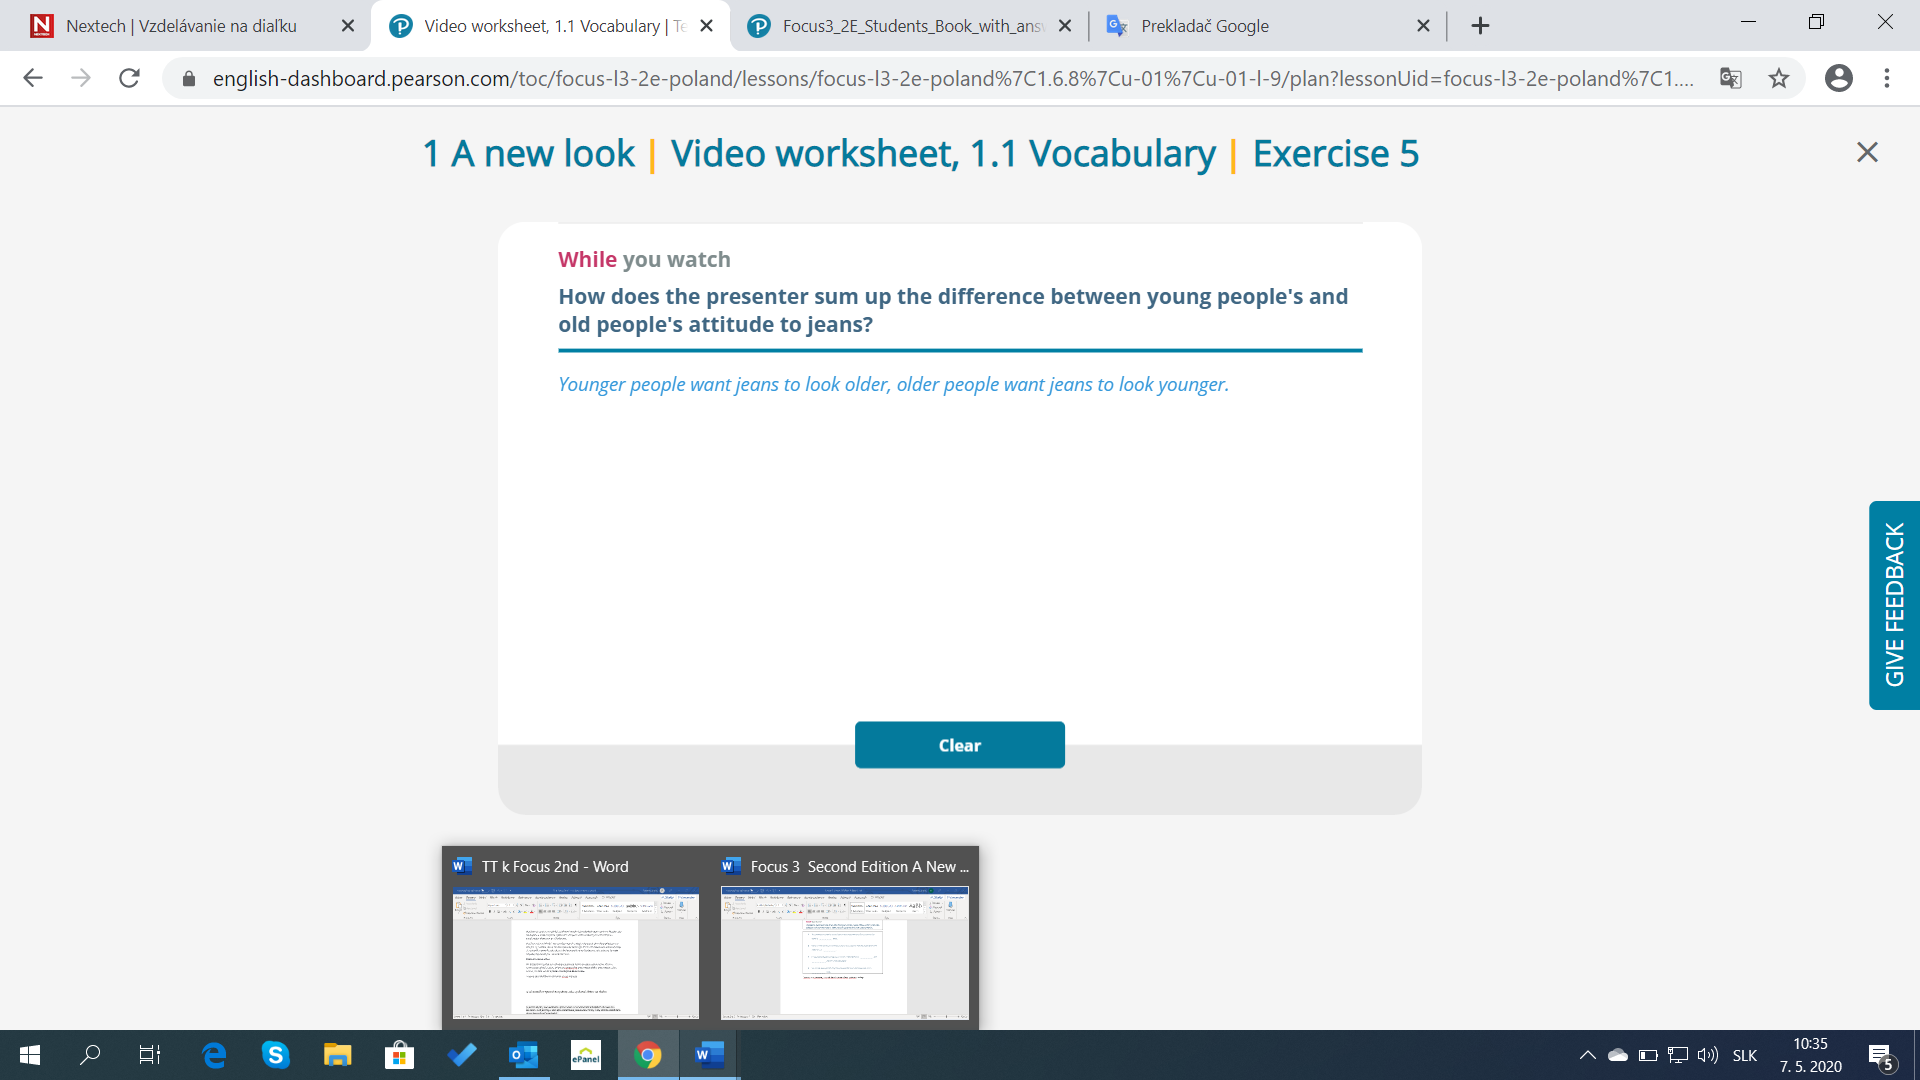 Nextech | Vzdelávanie na diaľku
Video worksheet, 1.1 Vocabulary | Te
Focus3_2E_Students_Book_with_ans
Prekladač Google
english-dashboard.pearson.com/toc/focus-l3-2e-poland/lessons/focus-l3-2e-poland%7C1.6.8%7Cu-01%7Cu-01-l-9/plan?lessonUid=focus-l3-2e-poland%7C1....
1 A new look | Video worksheet, 1.1 Vocabulary | Exercise 5
While you watch
How does the presenter sum up the difference between young people's and
old people's attitude to jeans?
Younger people want jeans to look older, older people want jeans to look younger.
Clear
GIVE FEEDBACK
TT k Focus 2nd - Word
Focus 3 Second Edition A New ...
ePanel
SLK
10:35
7. 5. 2020
5